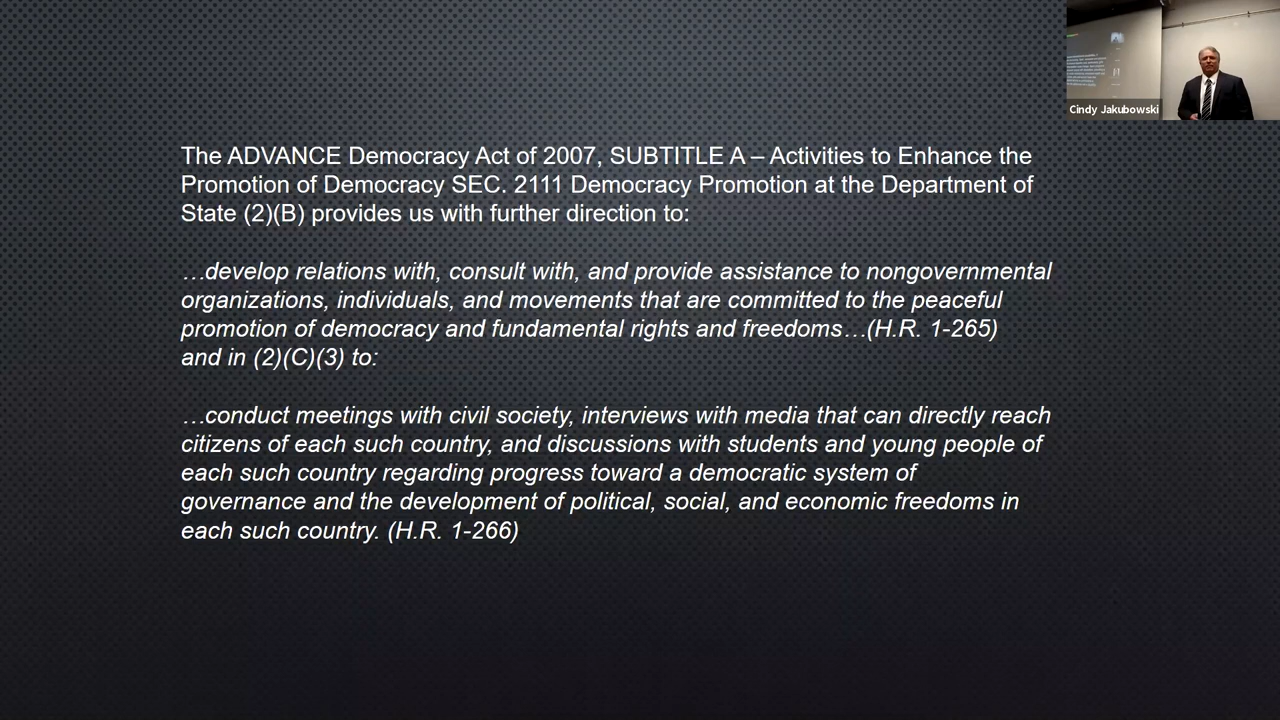 The ADVANCE Democracy Act of 2007, SUBTITLE A – Activities to Enhance the
Promotion of Democracy SEC. 2111 Democracy Promotion at the Department of
State (2)(B) provides us with further direction to:
…develop relations with, consult with, and provide assistance to nongovernmental
organizations, individuals, and movements that are committed to the peaceful
promotion of democracy and fundamental rights and freedoms…(H.R. 1-265)
and in (2)(C)(3) to:
…conduct meetings with civil society, interviews with media that can directly reach
citizens of each such country, and discussions with students and young people of
each such country regarding progress toward a democratic system of
governance and the development of political, social, and economic freedoms in
each such country. (H.R. 1-266)
Cindy Jakubowski